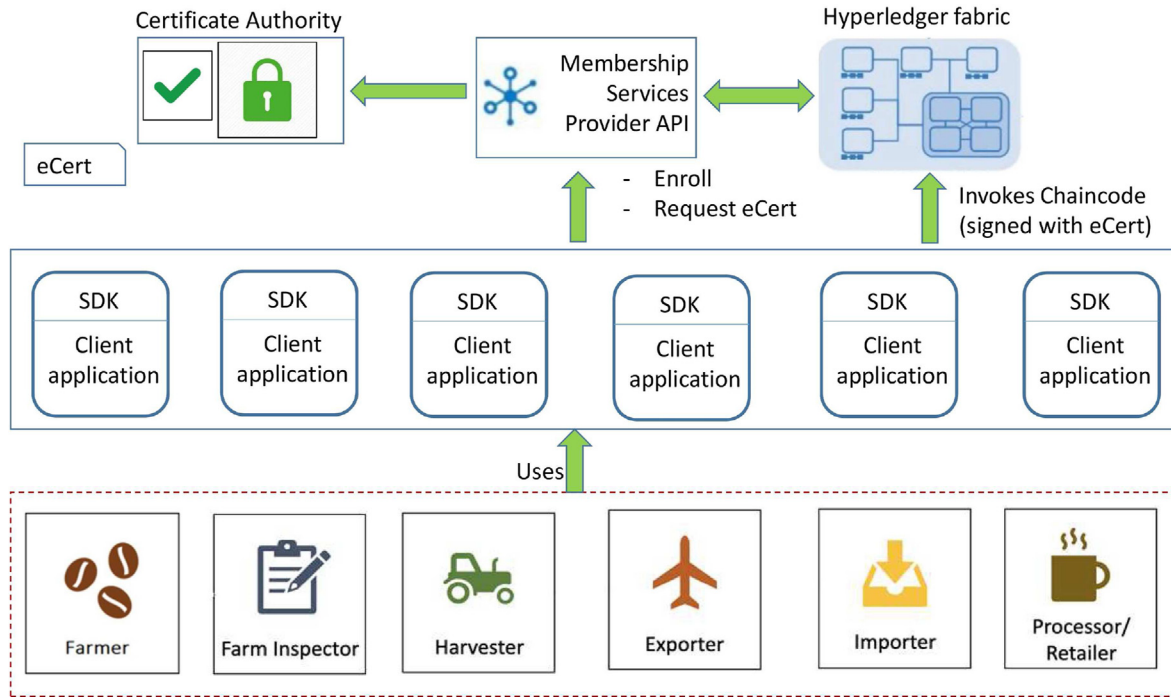 Certificate Authority
Hyperledger fabric
Membership
Services
Provider API
eCert
- Enroll
- Request eCert
Invokes Chaincode
(signed with eCert)
SDK
Client
application
SDK
Client
application
SDK
Client
application
SDK
Client
application
SDK
Client
application
SDK
Client
application
Uses
Farmer
Farm Inspector
Harvester
Exporter
Importer
Processor/
Retailer